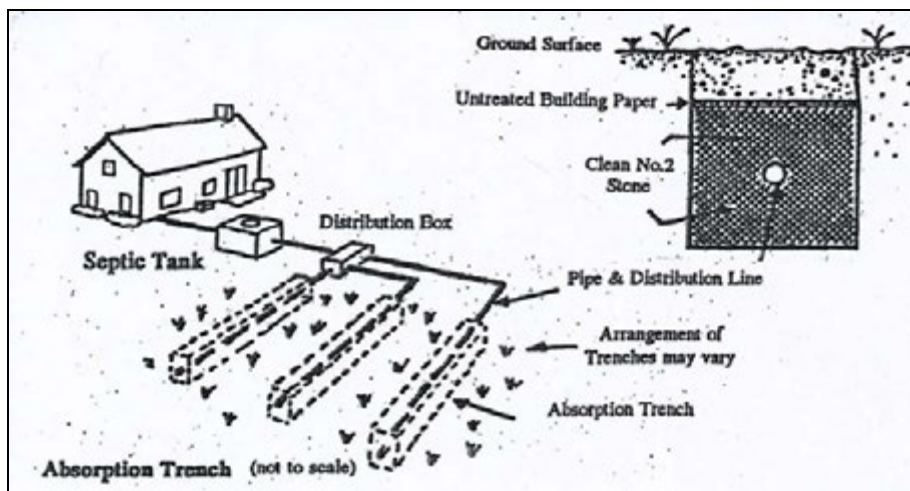 Ground Surface
Untreated Building Paper
Clean No.2
Stone
Distribution Box
Septic Tank
Pipe & Distribution Line
Arrangement of
Trenches may vary
Absorption Trench
Absorption Trench (not to scale)